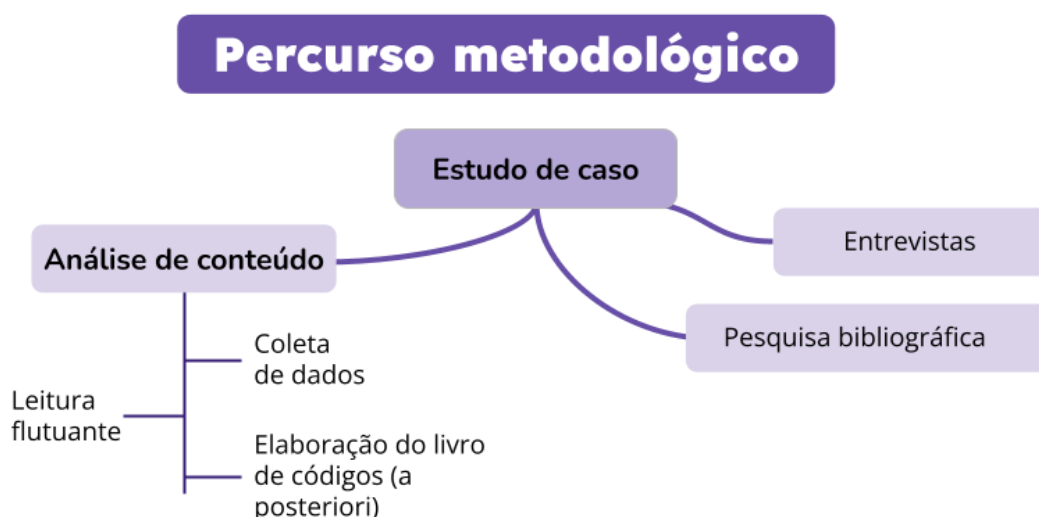 Percurso metodológico
Estudo de caso
Entrevistas
Análise de conteúdo
Pesquisa bibliográfica
Coleta
de dados
Leitura
flutuante
Elaboração do livro
de códigos (a
posteriori)